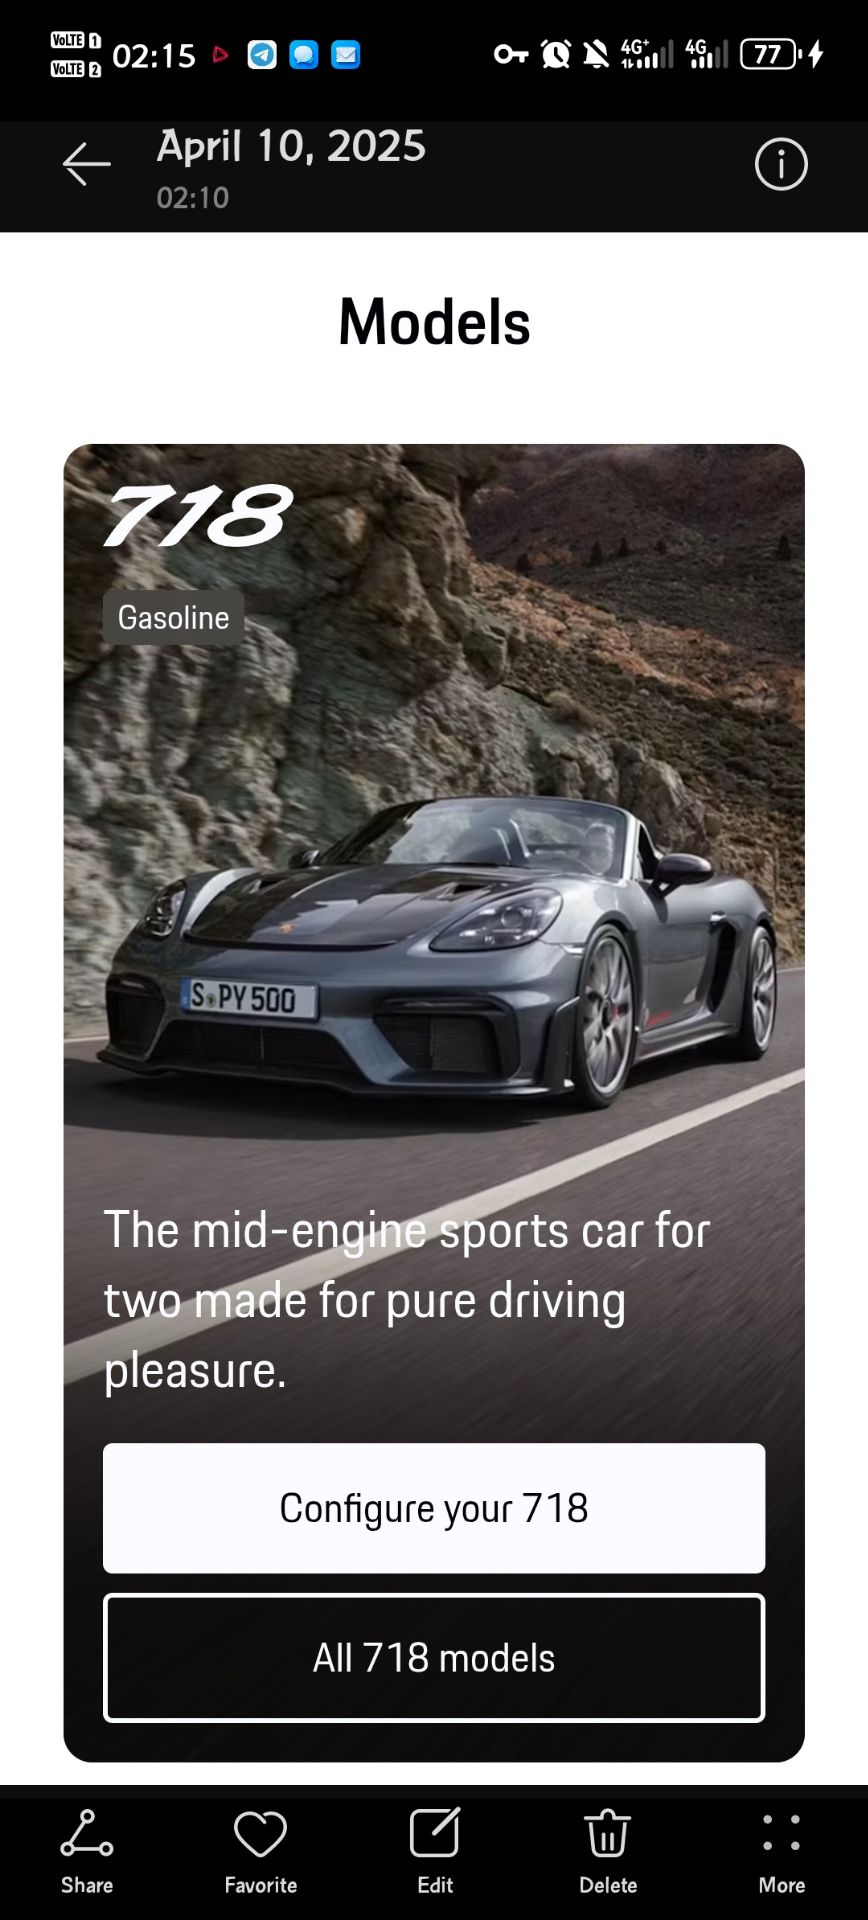 VoLTE 1
VoLTE 2
02:15
4G+
4G
77
April 10, 2025
02:10
Models
718
Gasoline
S PY 500
The mid-engine sports car for
two made for pure driving
pleasure.
Configure your 718
All 718 models
Share
Favorite
Edit
Delete
More